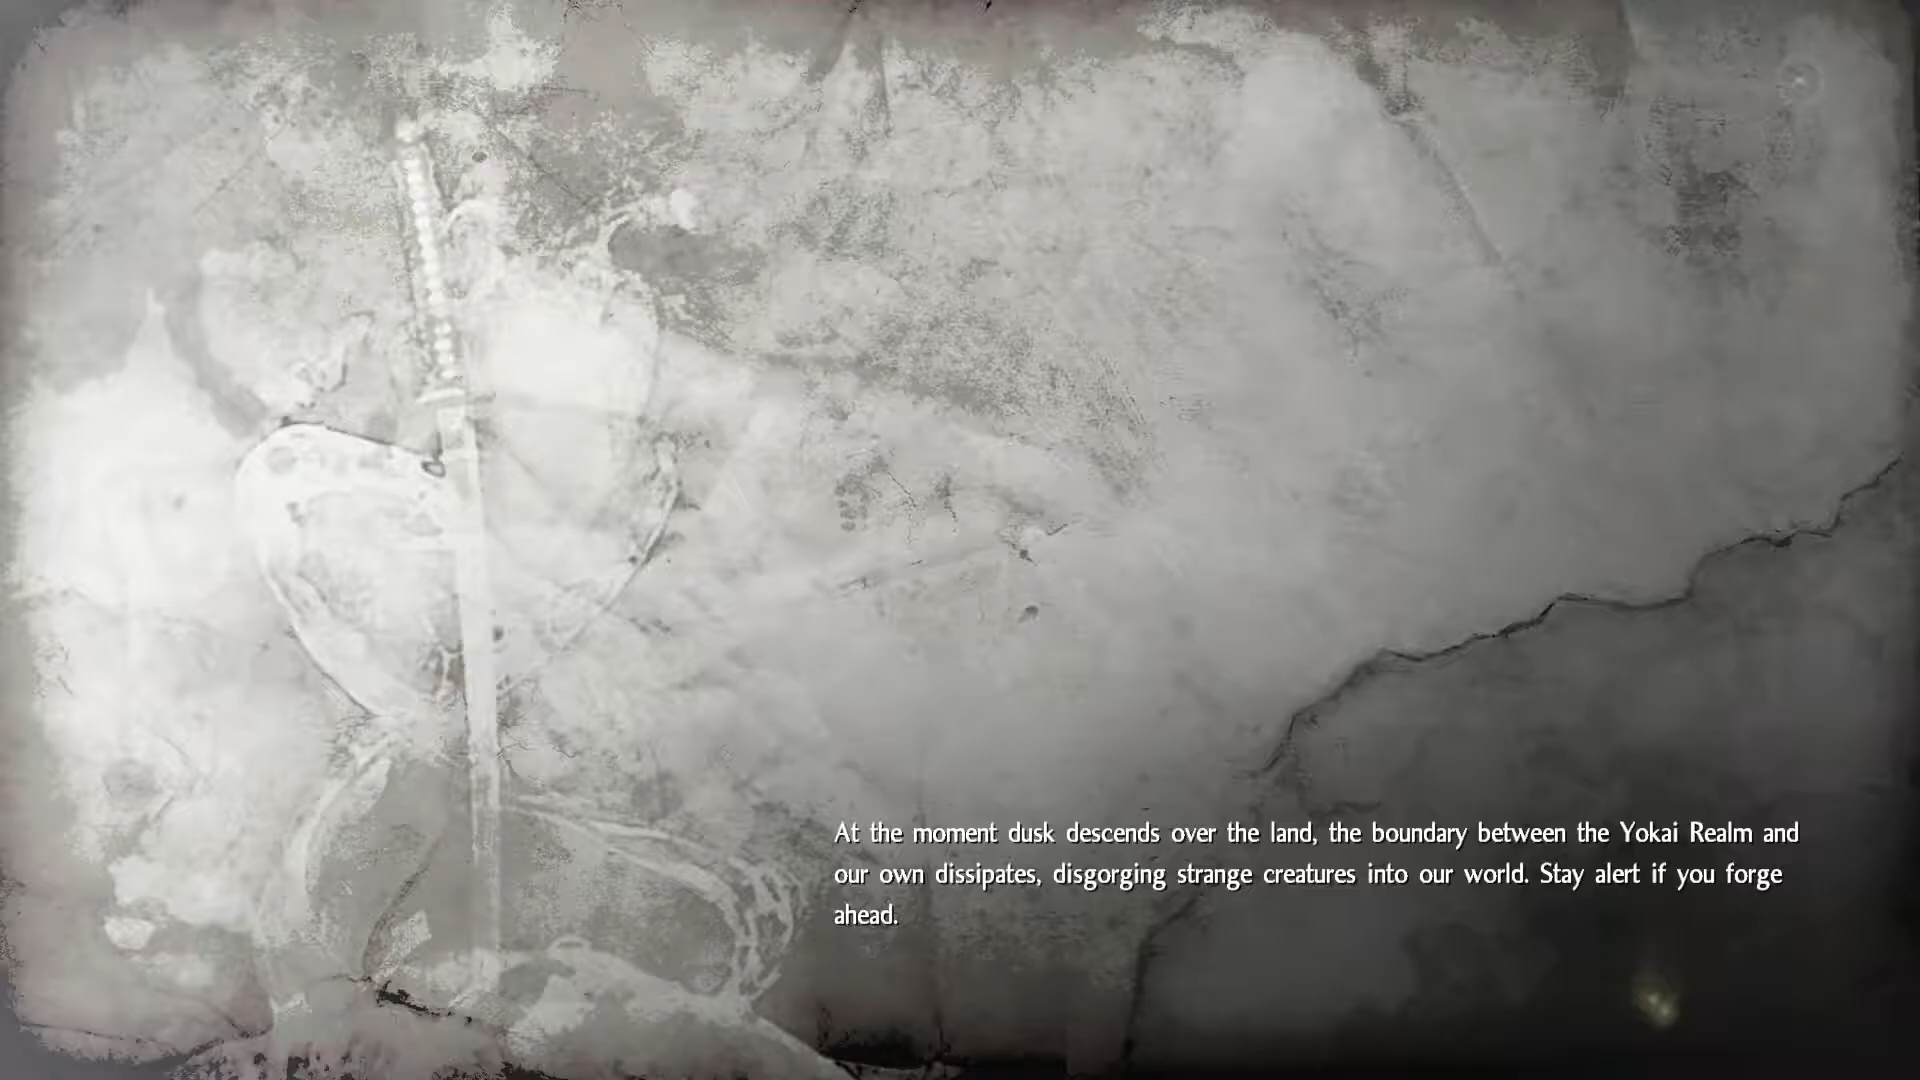 At the moment dusk descends over the land, the boundary between the Yokai Realm and
our own dissipates, disgorging strange creatures into our world. Stay alert if you forge
ahead.